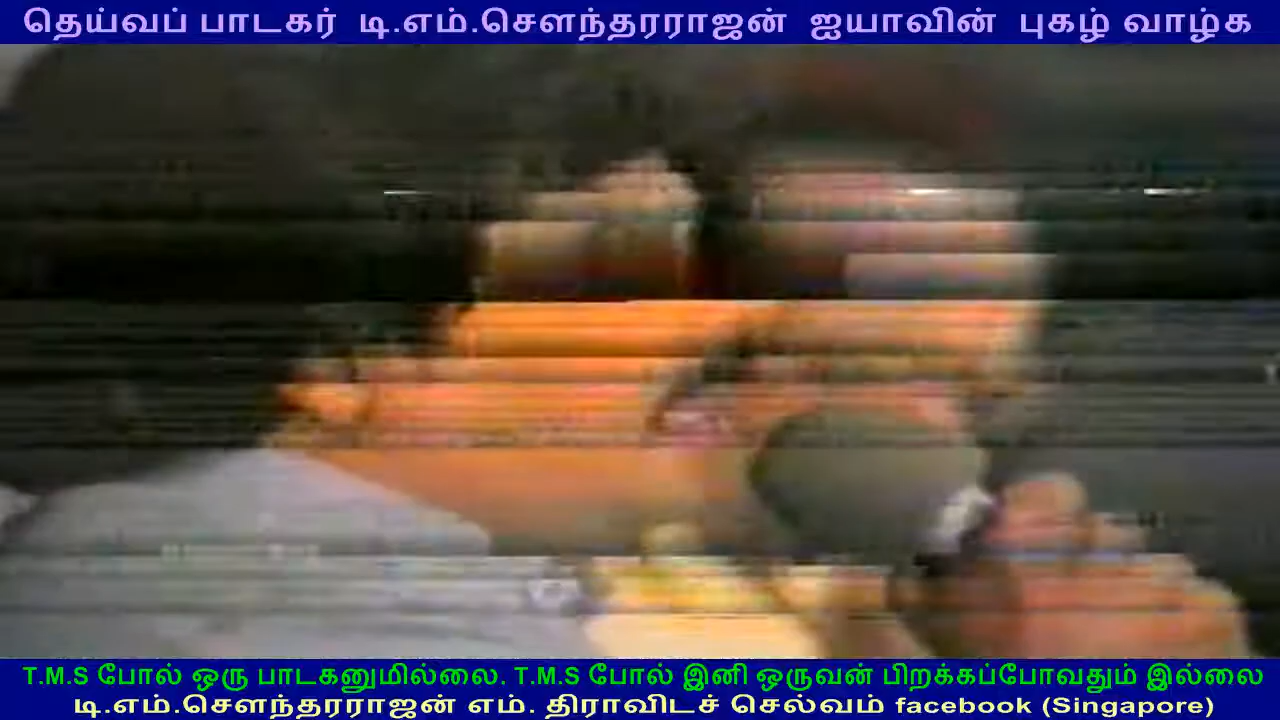 தெய்வப் பாடகர் டி.எம்.சௌந்தரராஜன் ஐயாவின் புகழ் வாழ்க
T.M.S போல் ஒரு பாடகனுமில்லை. T.M.S போல் இனி ஒருவன் பிறக்கப்போவதும் இல்லை
டி.எம்.சௌந்தரராஜன் எம். திராவிடச் செல்வம் facebook (Singapore)